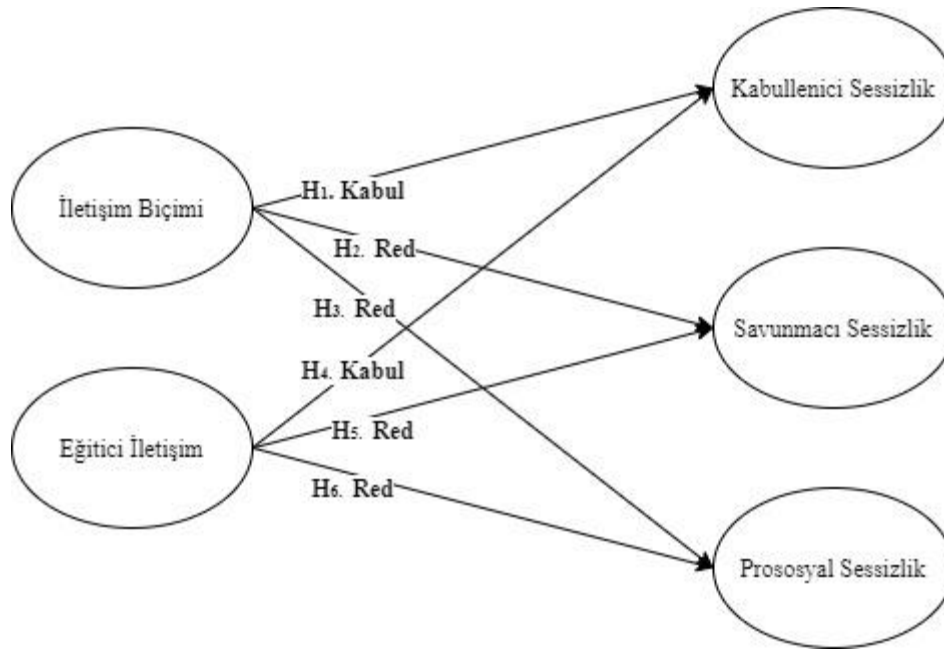 Kabullenici Sessizlik
İletişim Biçimi
H1. Kabul
H2. Red
H3. Red
Savunmacı Sessizlik
H4. Kabul
Eğitici İletişim
H5. Red
H6. Red
Prososyal Sessizlik